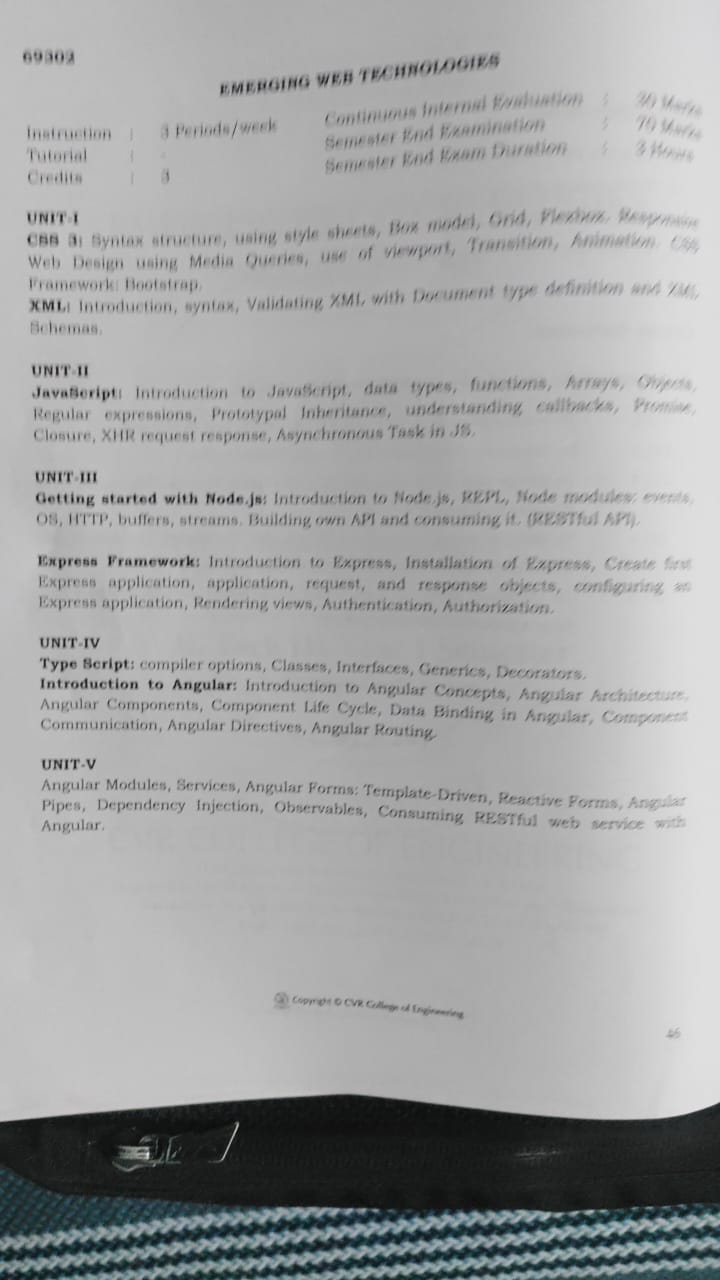 69302
EMERGING WEB TECHNOLOGIES
Instruction : 3 Periods/week Continuous Internal Evaluation : 30 Marks
Tutorial : - Semester End Examination : 70 Marks
Credits : 3 Semester End Exam Duration : 3 Hours
UNIT-I
CSS 3: Syntax structure, using style sheets, Box model, Grid, Flexbox. Responsive
Web Design using Media Queries, use of viewport, Transition, Animation. CSS
Framework: Bootstrap.
XML: Introduction, syntax, Validating XML with Document type definition and XML
Schemas.
UNIT-II
JavaScript: Introduction to JavaScript, data types, functions, Arrays, Objects,
Regular expressions, Prototypal Inheritance, understanding callbacks, Promise,
Closure, XHR request response, Asynchronous Task in JS.
UNIT-III
Getting started with Node.js: Introduction to Node.js, REPL, Node modules: events,
OS, HTTP, buffers, streams. Building own API and consuming it. (RESTful API).
Express Framework: Introduction to Express, Installation of Express, Create first
Express application, application, request, and response objects, configuring an
Express application, Rendering views, Authentication, Authorization.
UNIT-IV
Type Script: compiler options, Classes, Interfaces, Generics, Decorators.
Introduction to Angular: Introduction to Angular Concepts, Angular Architecture,
Angular Components, Component Life Cycle, Data Binding in Angular, Component
Communication, Angular Directives, Angular Routing.
UNIT-V
Angular Modules, Services, Angular Forms: Template-Driven, Reactive Forms, Angular
Pipes, Dependency Injection, Observables, Consuming RESTful web service with
Angular.
Copyright © CVR College of Engineering
46